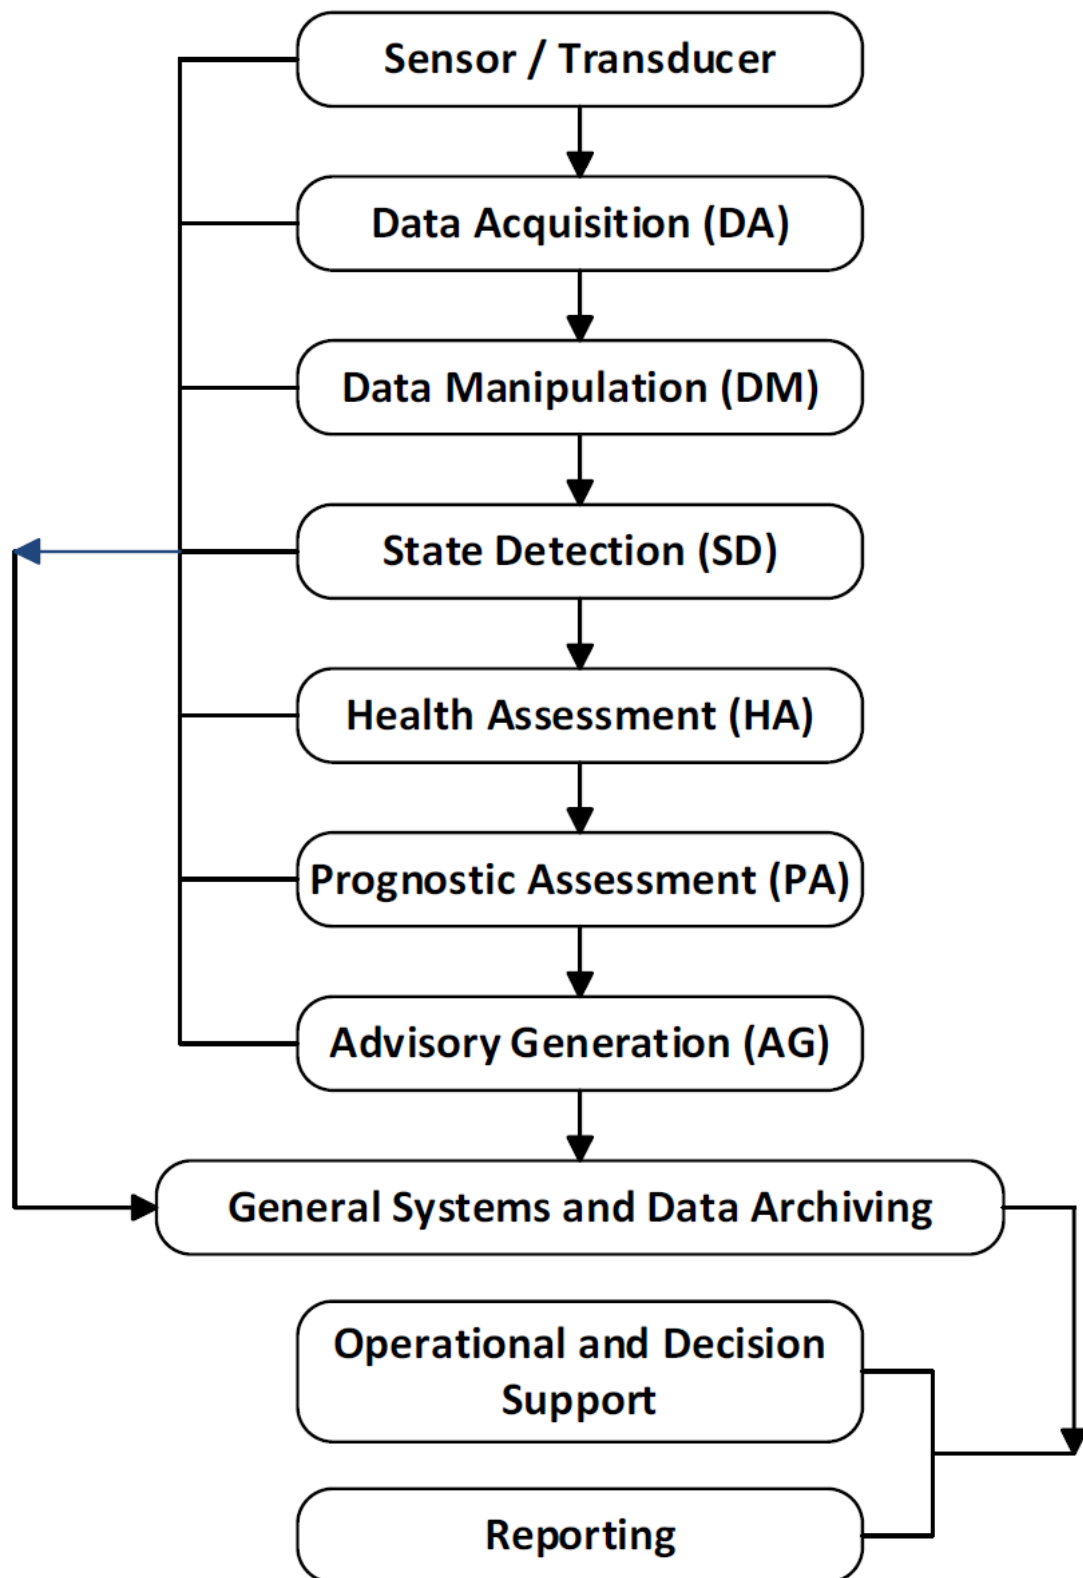 Sensor / Transducer
Data Acquisition (DA)
Data Manipulation (DM)
State Detection (SD)
Health Assessment (HA)
Prognostic Assessment (PA)
Advisory Generation (AG)
General Systems and Data Archiving
Operational and Decision
Support
Reporting